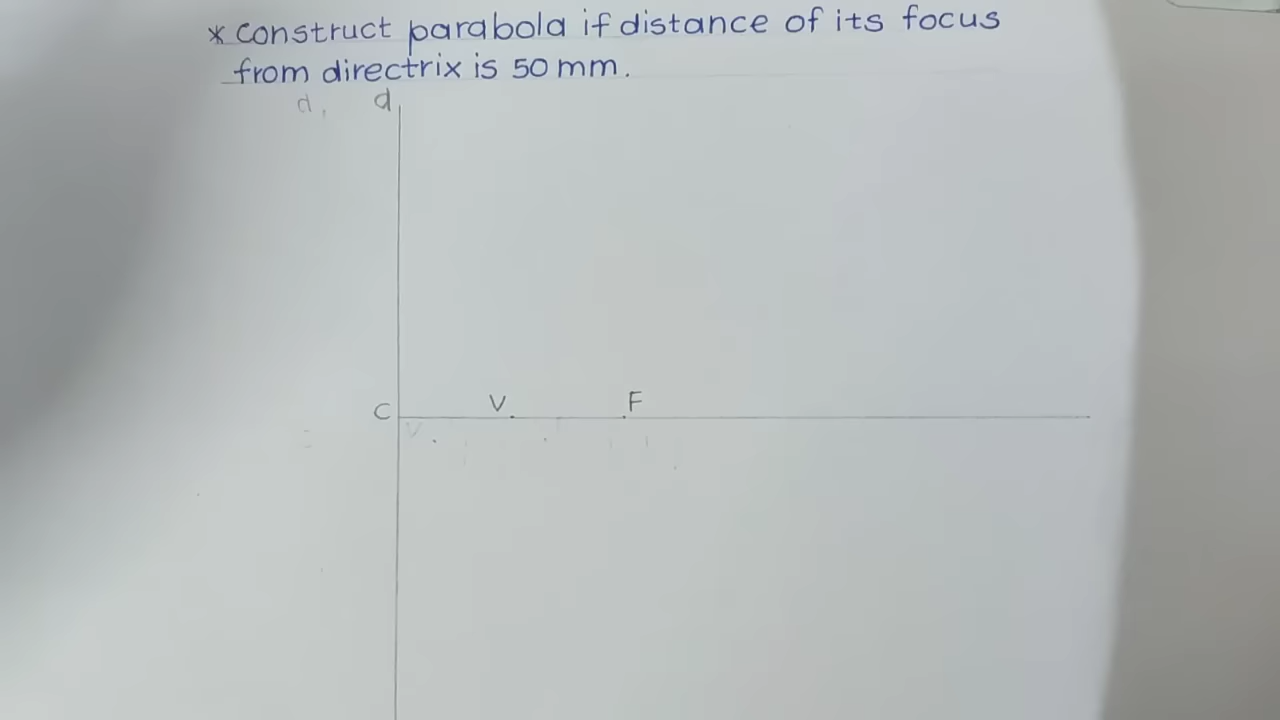 * construct parabola if distance of its focus
from directrix is 50 mm.
d, d
C V F
V